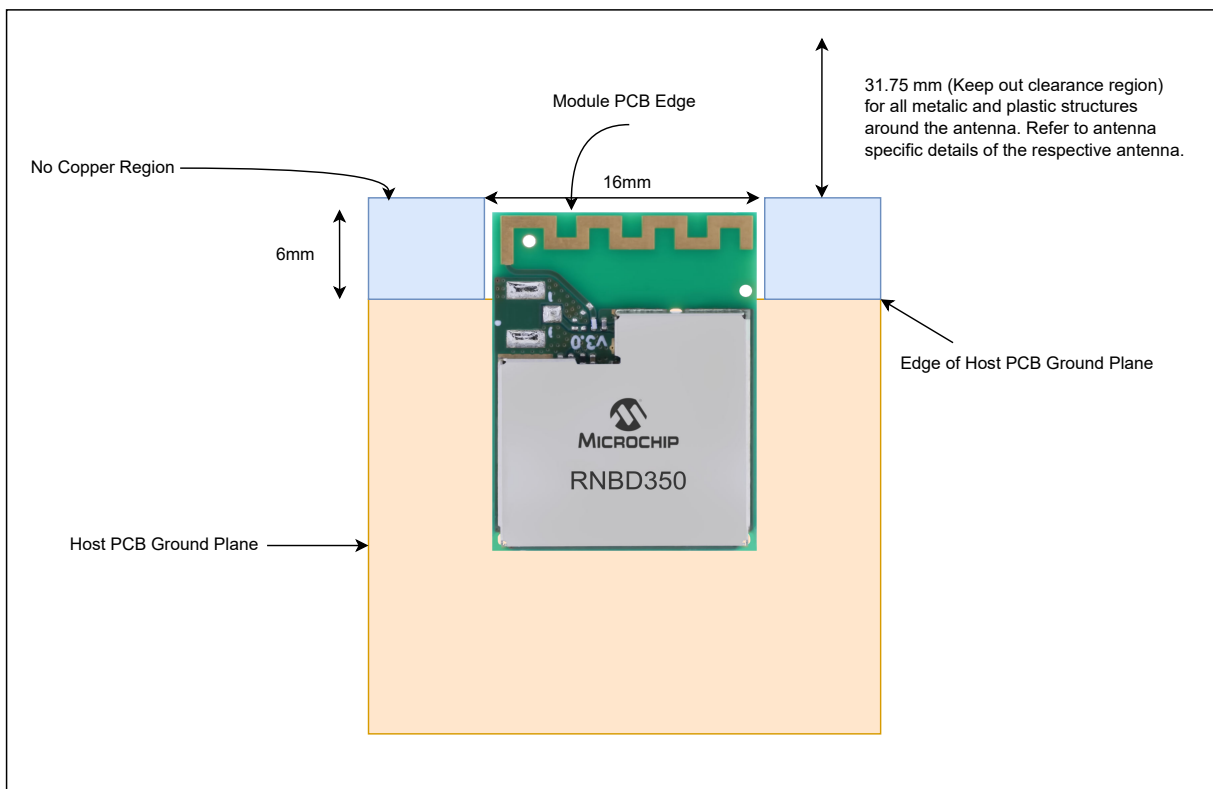 31.75 mm (Keep out clearance region)
for all metalic and plastic structures
around the antenna. Refer to antenna
specific details of the respective antenna.
Module PCB Edge
No Copper Region
16mm
6mm
Edge of Host PCB Ground Plane
v3.0
MICROCHIP
RNBD350
Host PCB Ground Plane